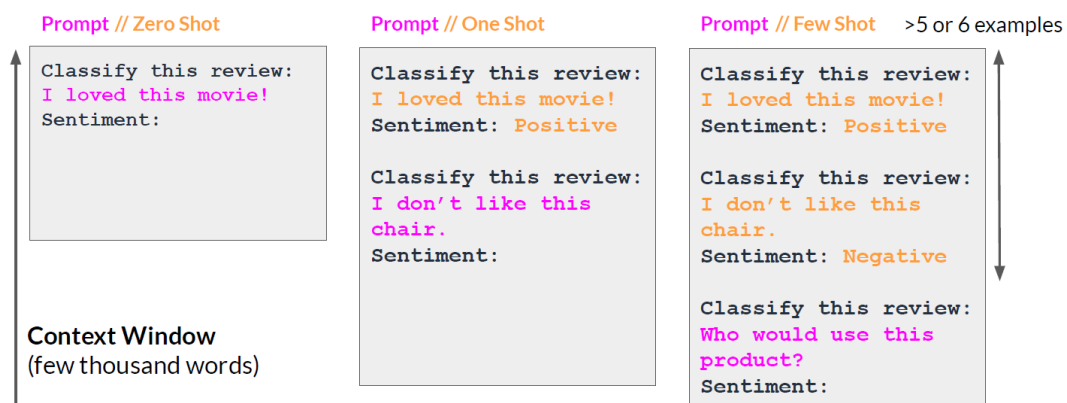 Prompt // Zero Shot
Classify this review:
I loved this movie!
Sentiment:
Context Window
(few thousand words)
Prompt // One Shot
Classify this review:
I loved this movie!
Sentiment: Positive
Classify this review:
I don’t like this
chair.
Sentiment:
Prompt // Few Shot >5 or 6 examples
Classify this review:
I loved this movie!
Sentiment: Positive
Classify this review:
I don’t like this
chair.
Sentiment: Negative
Classify this review:
Who would use this
product?
Sentiment: